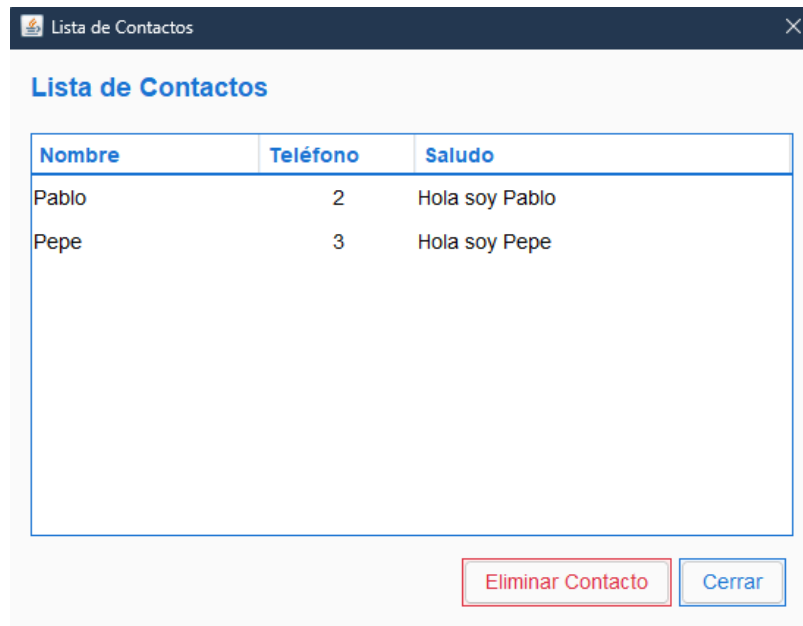 Lista de Contactos
Lista de Contactos
Nombre Teléfono Saludo
Pablo 2 Hola soy Pablo
Pepe 3 Hola soy Pepe
Eliminar Contacto Cerrar